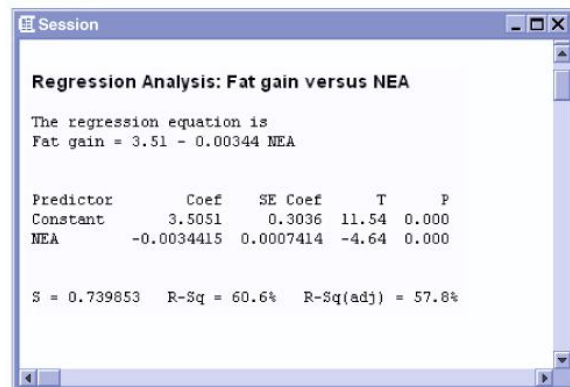 Session
Regression Analysis: Fat gain versus NEA
The regression equation is
Fat gain = 3.51 - 0.00344 NEA
Predictor Coef SE Coef T P
Constant 3.5051 0.3036 11.54 0.000
NEA -0.0034415 0.0007414 -4.64 0.000
S = 0.739853 R-Sq = 60.6% R-Sq(adj) = 57.8%